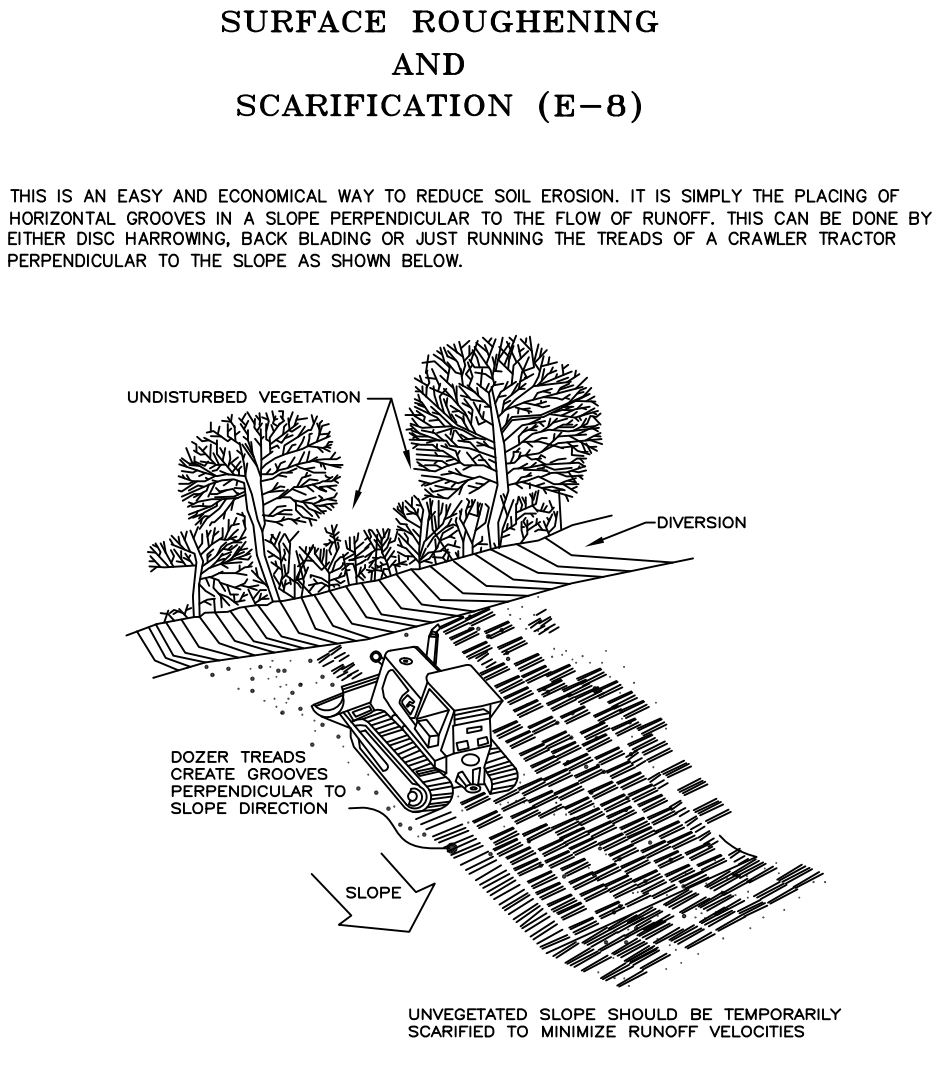 SURFACE ROUGHENING
AND
SCARIFICATION (E-8)
THIS IS AN EASY AND ECONOMICAL WAY TO REDUCE SOIL EROSION. IT IS SIMPLY THE PLACING OF
HORIZONTAL GROOVES IN A SLOPE PERPENDICULAR TO THE FLOW OF RUNOFF. THIS CAN BE DONE BY
EITHER DISC HARROWING, BACK BLADING OR JUST RUNNING THE TREADS OF A CRAWLER TRACTOR
PERPENDICULAR TO THE SLOPE AS SHOWN BELOW.
UNDISTURBED VEGETATION
DIVERSION
DOZER TREADS
CREATE GROOVES
PERPENDICULAR TO
SLOPE DIRECTION
SLOPE
UNVEGETATED SLOPE SHOULD BE TEMPORARILY
SCARIFIED TO MINIMIZE RUNOFF VELOCITIES